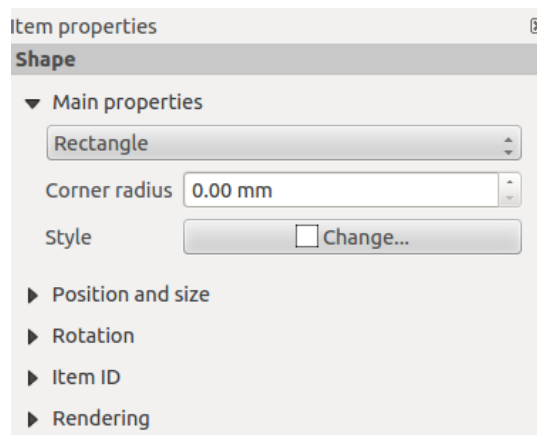 Item properties
Shape
Main properties
Rectangle
Corner radius 0.00 mm
Style Change...
Position and size
Rotation
Item ID
Rendering